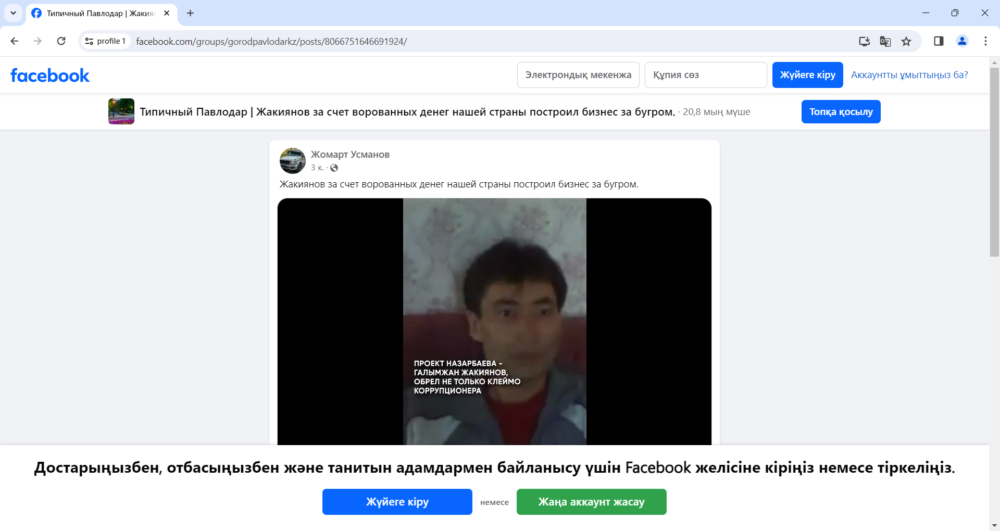 Типичный Павлодар | Жакия
profile 1
facebook.com/groups/gorodpavlodarkz/posts/8066751646691924/
facebook
Электрондық мекенжа
Құпия сөз
Жүйеге кіру
Аккаунтты ұмыттыңыз ба?
Типичный Павлодар | Жакиянов за счет ворованных денег нашей страны построил бизнес за бугром. · 20,8 мың мүше
Топқа қосылу
Жомарт Усманов
3 к. ·
Жакиянов за счет ворованных денег нашей страны построил бизнес за бугром.
ПРОЕКТ НАЗАРБАЕВА -
ГАЛЫМЖАН ЖАКИЯНОВ,
ОБРЕЛ НЕ ТОЛЬКО КЛЕЙМО
КОРРУПЦИОНЕРА
Достарыңызбен, отбасыңызбен және танитын адамдармен байланысу үшін Facebook желісіне кіріңіз немесе тіркеліңіз.
Жүйеге кіру
немесе
Жаңа аккаунт жасау